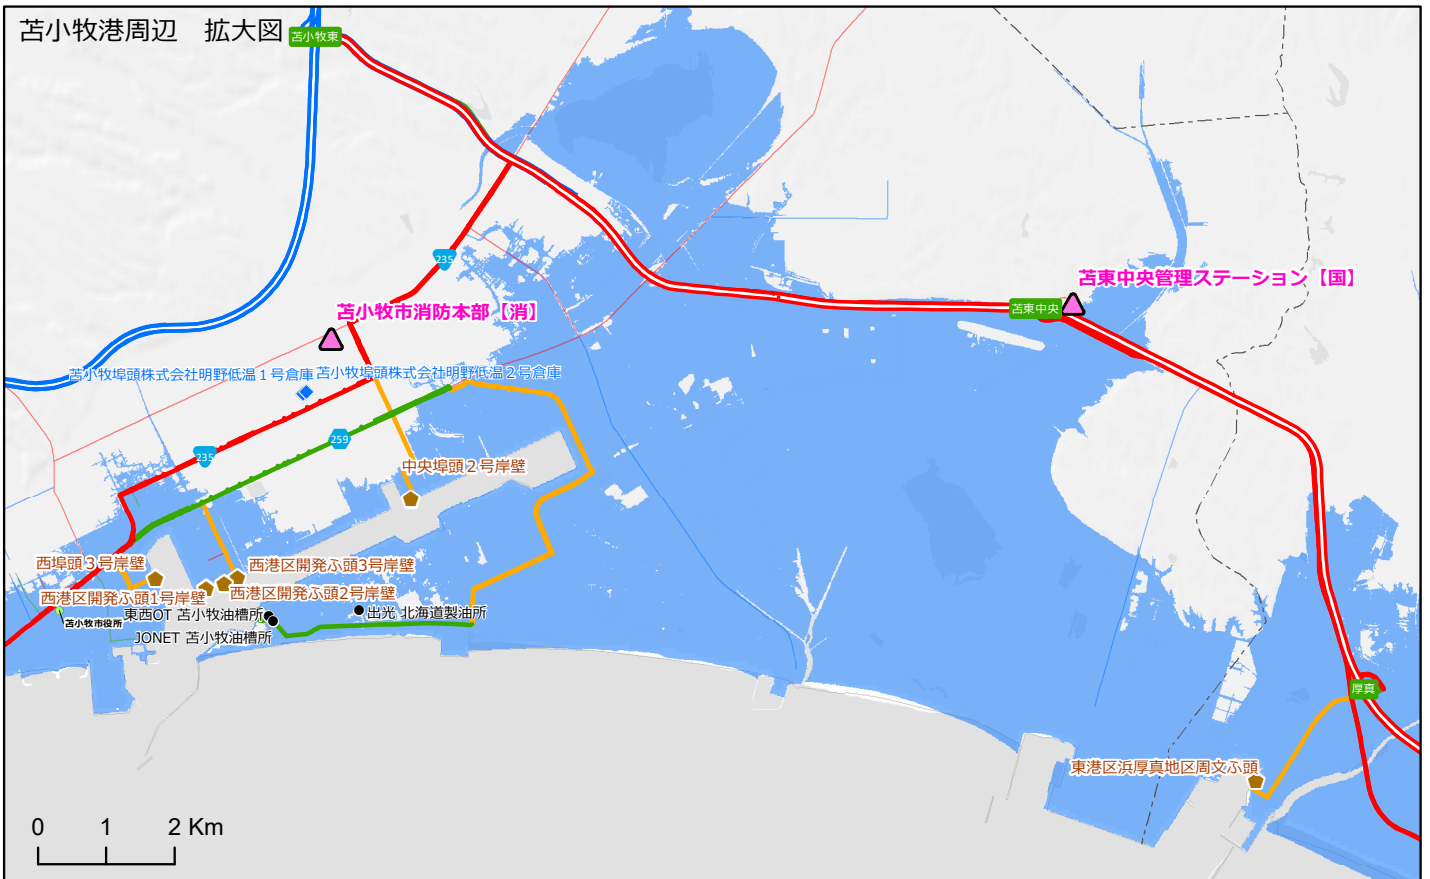 苫小牧港周辺　拡大図
苫小牧東
235
苫東中央管理ステーション【国】
苫東中央
苫小牧市消防本部【消】
苫小牧埠頭株式会社明野低温１号倉庫
苫小牧埠頭株式会社明野低温２号倉庫
259
235
中央埠頭２号岸壁
西埠頭３号岸壁
西港区開発ふ頭3号岸壁
西港区開発ふ頭1号岸壁
西港区開発ふ頭2号岸壁
東西OT 苫小牧油槽所
出光 北海道製油所
苫小牧市役所
JONET 苫小牧油槽所
厚真
東港区浜厚真地区周文ふ頭
0 1 2 Km